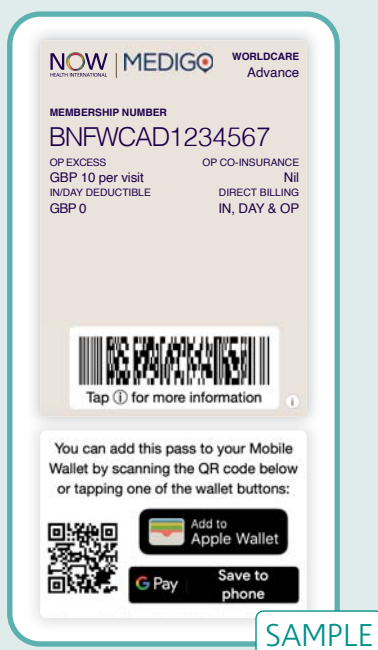 NOW MEDIGO WORLDCARE
HEALTH INTERNATIONAL Advance
MEMBERSHIP NUMBER
BNFWCAD1234567
OP EXCESS OP CO-INSURANCE
GBP 10 per visit Nil
IN/DAY DEDUCTIBLE DIRECT BILLING
GBP 0 IN, DAY & OP
Tap ⓘ for more information
You can add this pass to your Mobile
Wallet by scanning the QR code below
or tapping one of the wallet buttons:
Add to
Apple Wallet
G Pay Save to
phone
SAMPLE